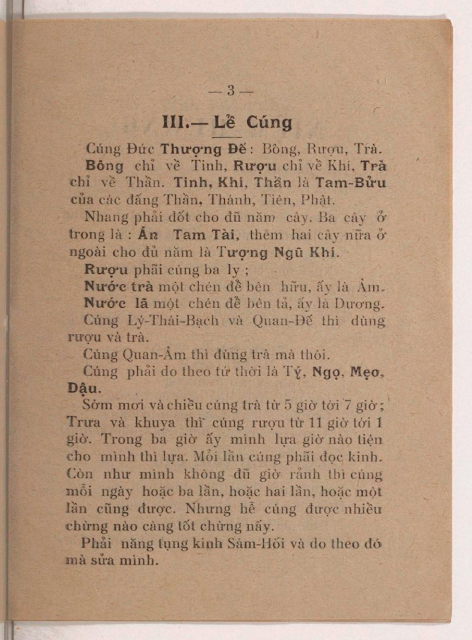 — 3 —
III.— Lễ Cúng
Cúng Đức Thượng Đế : Bông, Rượu, Trà.
Bông chỉ về Tinh, Rượu chỉ về Khí, Trà
chỉ về Thần. Tinh, Khí, Thần là Tam-Bửu
của các đấng Thần, Thánh, Tiên, Phật.
Nhang phải đốt cho đũ năm cây. Ba cây ở
trong là : Án Tam Tài, thêm hai cây nữa ở
ngoài cho đủ năm là Tượng Ngũ Khí.
Rượu phãi cúng ba ly ;
Nước trà một chén để bên hữu, ấy là Âm.
Nước lã một chén để bên tả, ấy là Dương.
Cúng Lý-Thái-Bạch và Quan-Đế thì dùng
rượu và trà.
Cúng Quan-Âm thì đùng trà mà thôi.
Cúng phải do theo tứ thời là Tý, Ngọ, Mẹo,
Dậu.
Sớm mơi và chiều cúng trà từ 5 giờ tới 7 giờ ;
Trưa và khuya thĩ cúng rượu từ 11 giờ tới 1
giờ. Trong ba giờ ấy mình lựa giờ nào tiện
cho mình thì lựa. Mỗi lần cúng phãi đọc kinh.
Còn như mình không đũ giờ rảnh thì cúng
mỗi ngày hoặc ba lần, hoặc hai lần, hoặc một
lần cũng được. Nhưng hễ cúng được nhiều
chừng nào càng tốt chừng nấy.
Phải năng tụng kinh Sám-Hối và do theo đó
mà sửa mình.